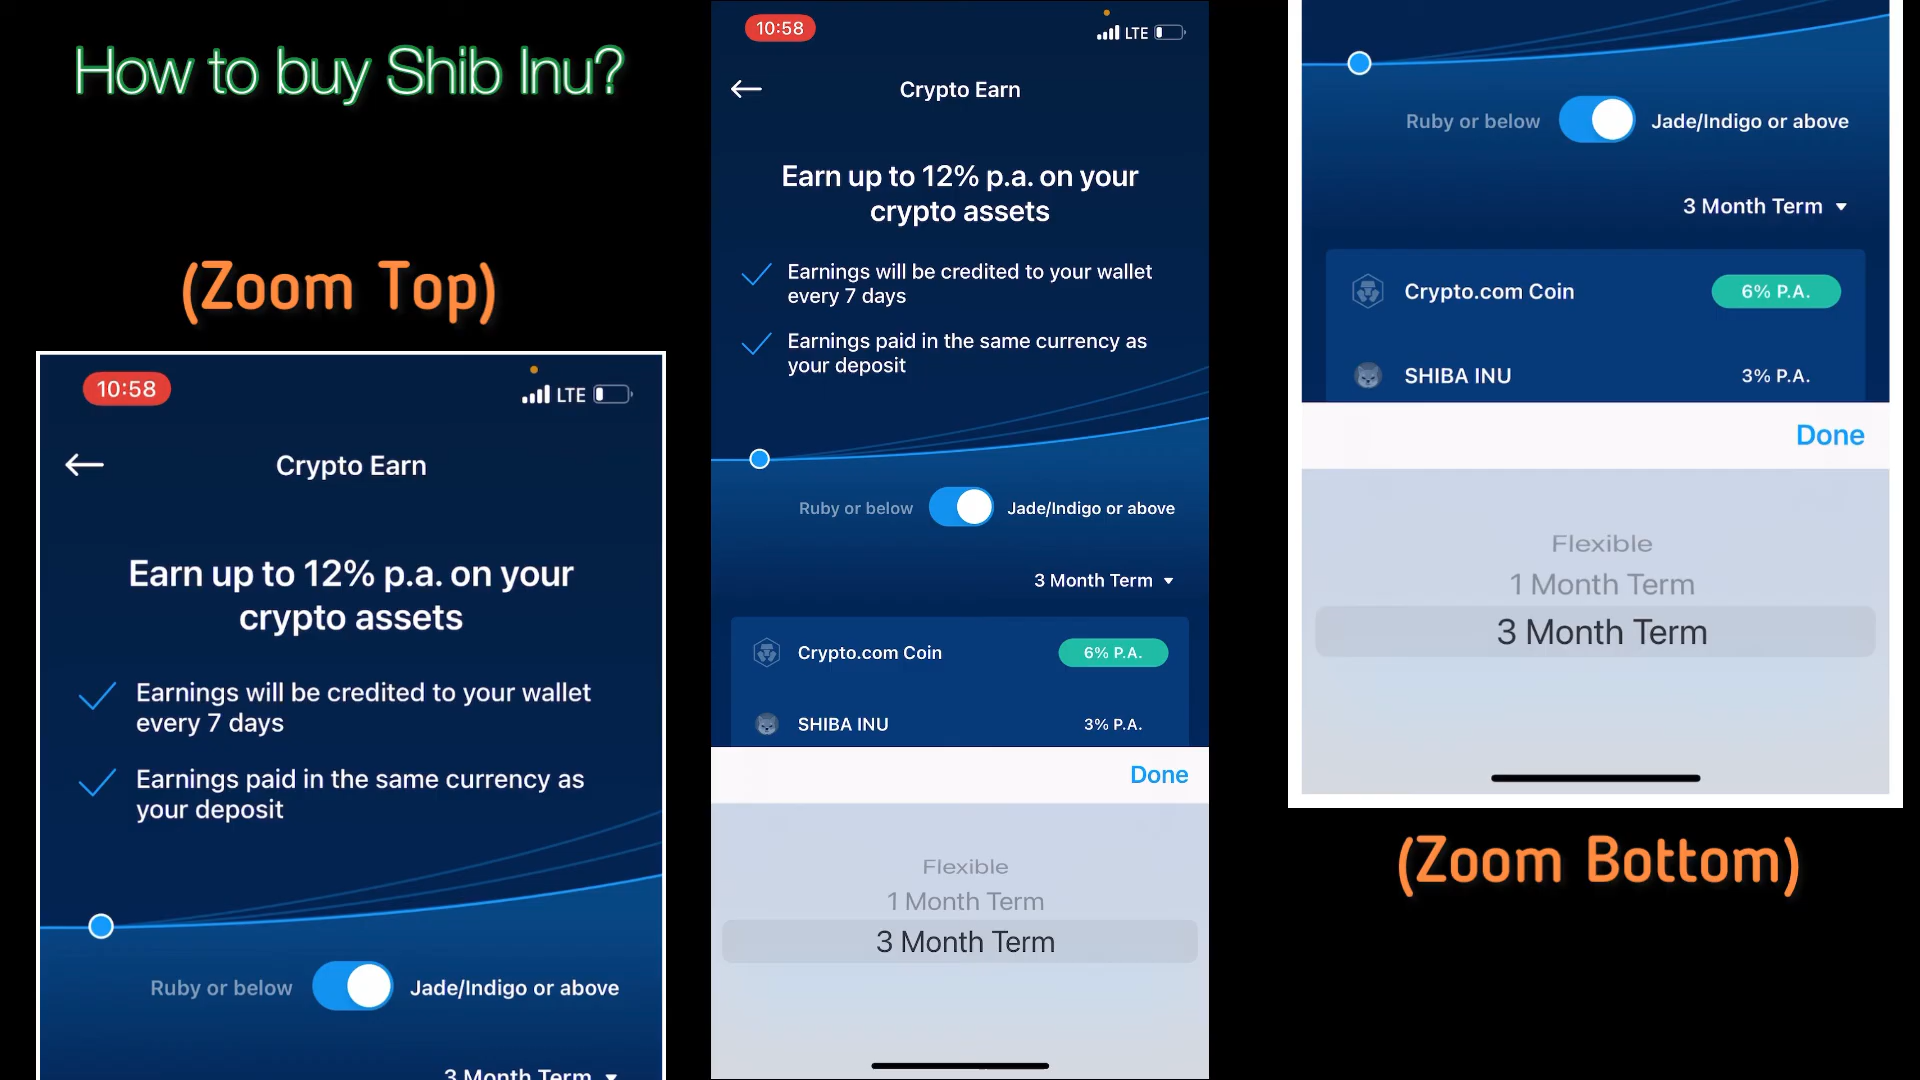 How to buy Shib Inu?
(Zoom Top)
10:58
LTE
Crypto Earn
Earn up to 12% p.a. on your
crypto assets
Earnings will be credited to your wallet
every 7 days
Earnings paid in the same currency as
your deposit
Ruby or below
Jade/Indigo or above
3 Month Term
10:58
LTE
Crypto Earn
Earn up to 12% p.a. on your
crypto assets
Earnings will be credited to your wallet
every 7 days
Earnings paid in the same currency as
your deposit
Ruby or below
Jade/Indigo or above
3 Month Term
Crypto.com Coin
6% P.A.
SHIBA INU
3% P.A.
Done
Flexible
1 Month Term
3 Month Term
Ruby or below
Jade/Indigo or above
3 Month Term
Crypto.com Coin
6% P.A.
SHIBA INU
3% P.A.
Done
Flexible
1 Month Term
3 Month Term
(Zoom Bottom)